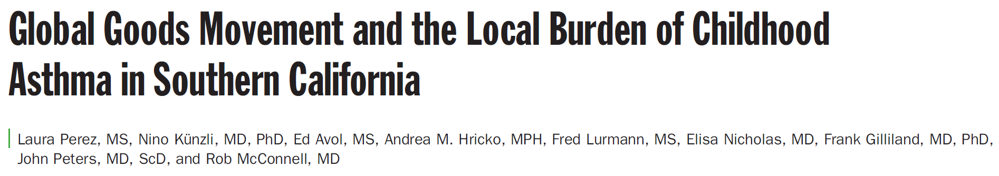 Global Goods Movement and the Local Burden of Childhood
Asthma in Southern California
Laura Perez, MS, Nino Künzli, MD, PhD, Ed Avol, MS, Andrea M. Hricko, MPH, Fred Lurmann, MS, Elisa Nicholas, MD, Frank Gilliland, MD, PhD,
John Peters, MD, ScD, and Rob McConnell, MD